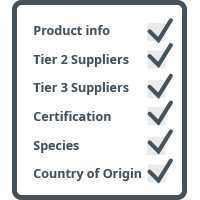 Product info
Tier 2 Suppliers
Tier 3 Suppliers
Certification
Species
Country of Origin